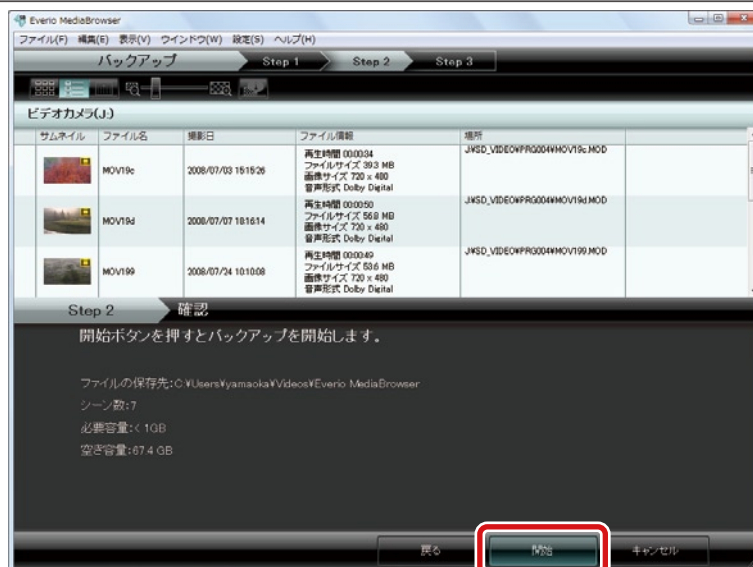 Everio MediaBrowser
ファイル(F) 編集(E) 表示(V) ウインドウ(W) 設定(S) ヘルプ(H)
バックアップ Step 1 Step 2 Step 3
ビデオカメラ(J:)
サムネイル ファイル名 撮影日 ファイル情報 場所
MOV19c 2008/07/03 15:15:26 再生時間 0:00:034 J:¥SD_VIDEO¥PRG004¥MOV19c.MOD
ファイルサイズ 39.3 MB
画像サイズ 720 x 480
音声形式 Dolby Digital
MOV19d 2008/07/07 18:16:14 再生時間 0:00:050 J:¥SD_VIDEO¥PRG004¥MOV19d.MOD
ファイルサイズ 56.8 MB
画像サイズ 720 x 480
音声形式 Dolby Digital
MOV199 2008/07/24 10:10:08 再生時間 0:00:049 J:¥SD_VIDEO¥PRG004¥MOV199.MOD
ファイルサイズ 53.6 MB
画像サイズ 720 x 480
音声形式 Dolby Digital
Step 2 確認
開始ボタンを押すとバックアップを開始します。
ファイルの保存先:C:¥Users¥yamaoka¥Videos¥Everio MediaBrowser
シーン数:7
必要容量:< 1GB
空き容量:67.4 GB
戻る 開始 キャンセル